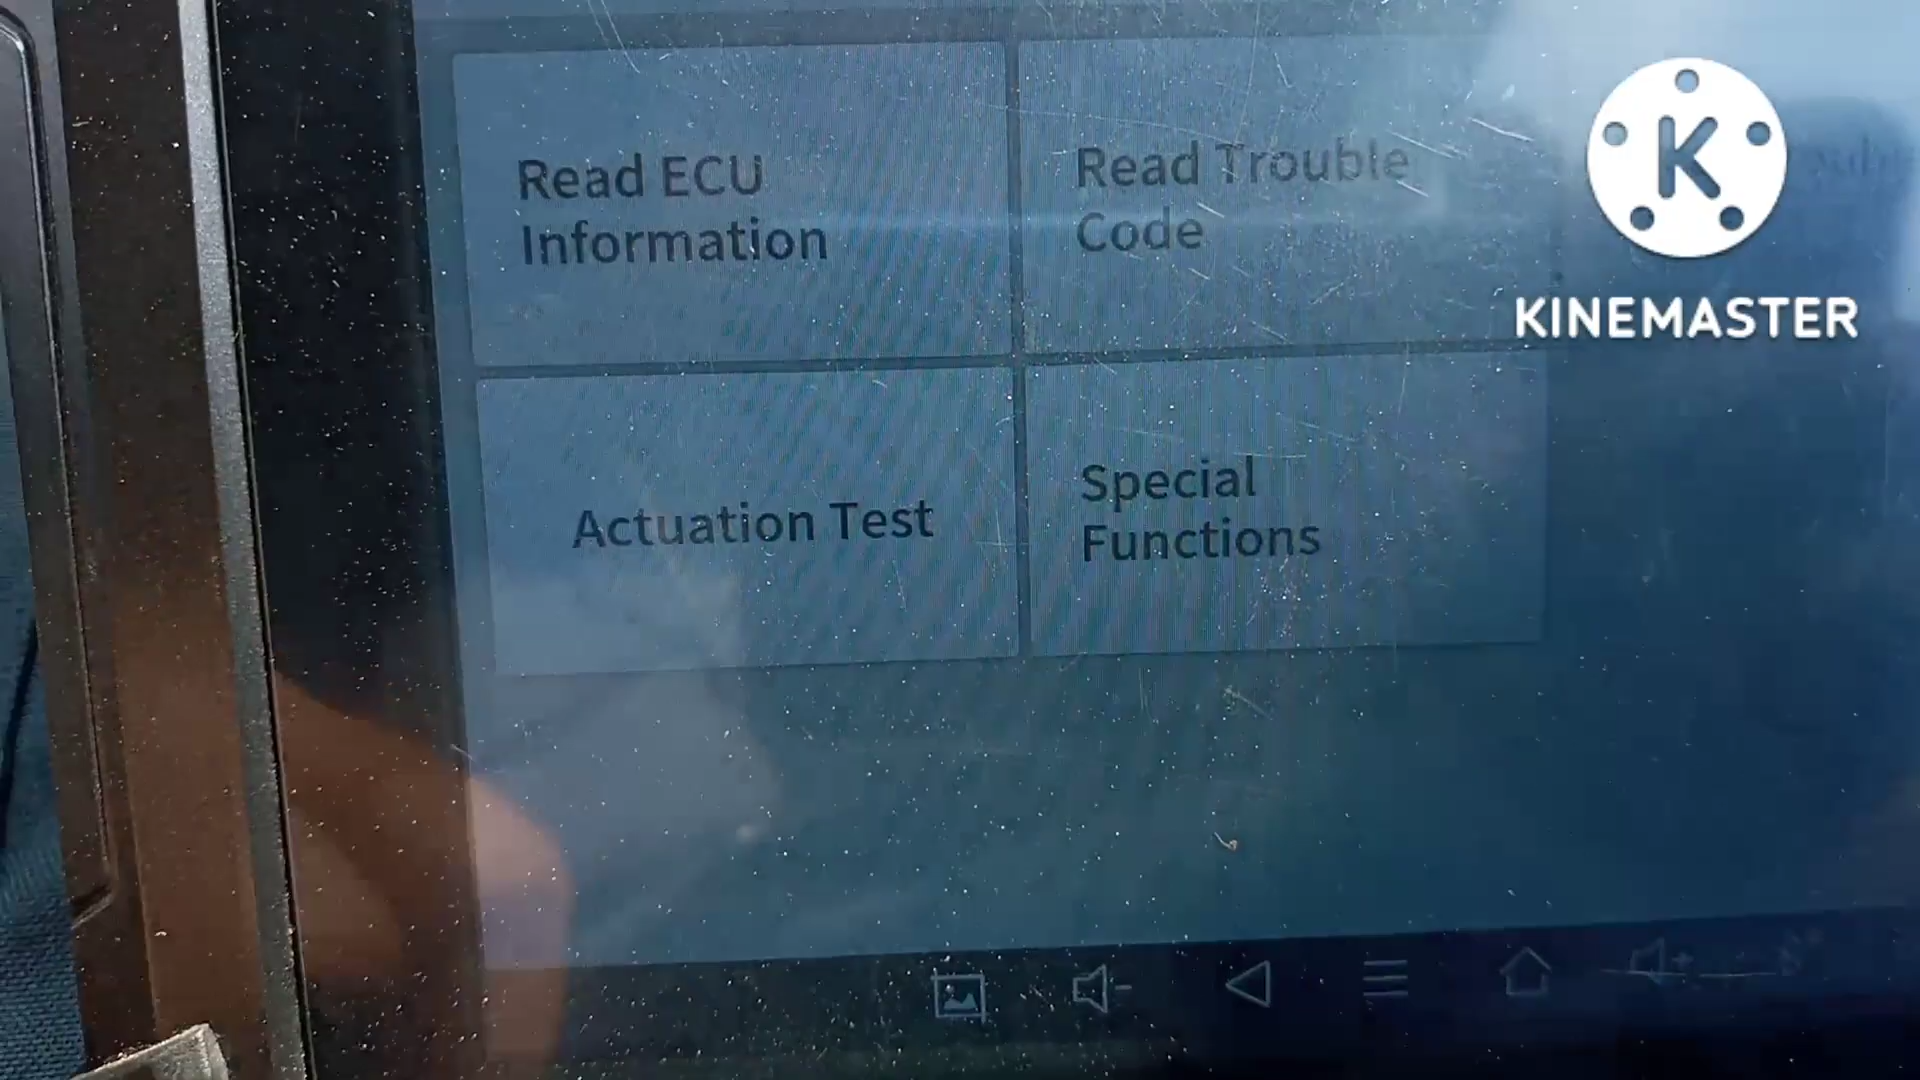 Read ECU
Information
Read Trouble
Code
Actuation Test
Special
Functions
K
KINEMASTER